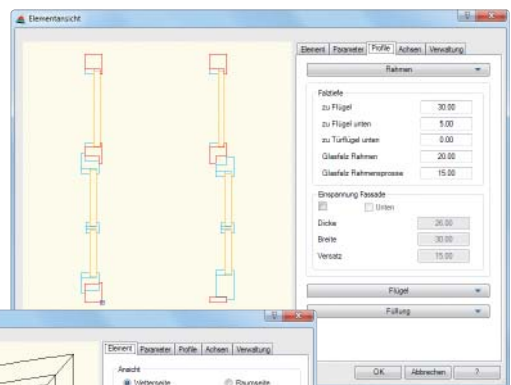 Elementansicht
Element Parameter Profile Achsen Verwaltung
Rahmen
Falztiefe
zu Flügel 30.00
zu Flügel unten 5.00
zu Türflügel unten 0.00
Glasfalz Rahmen 20.00
Glasfalz Rahmensprosse 15.00
Einspannung Fassade
Unten
Dicke 26.00
Breite 30.00
Versatz 15.00
Flügel
Füllung
OK Abbrechen ?
Element Parameter Profile Achsen Verwaltung
Ansicht
Wetterseite Raumseite